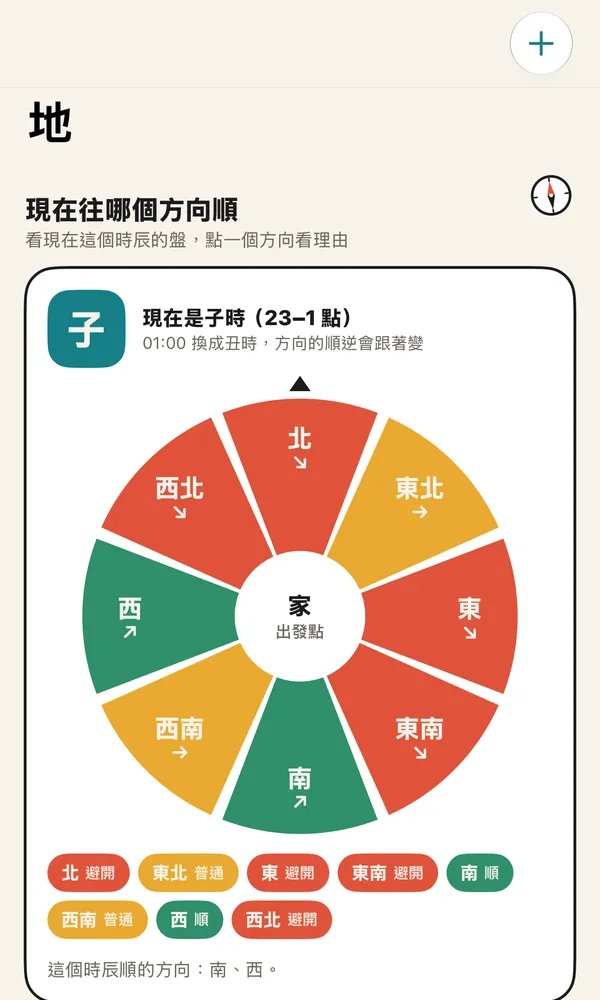 地
現在往哪個方向順
看現在這個時辰的盤，點一個方向看理由
子
現在是子時（23–1 點）
01:00 換成丑時，方向的順逆會跟著變
北
↘
西北
↘
東北
→
西
↗
家
出發點
東
↘
西南
→
南
↗
東南
↘
北 避開
東北 普通
東 避開
東南 避開
南 順
西南 普通
西 順
西北 避開
這個時辰順的方向：南、西。